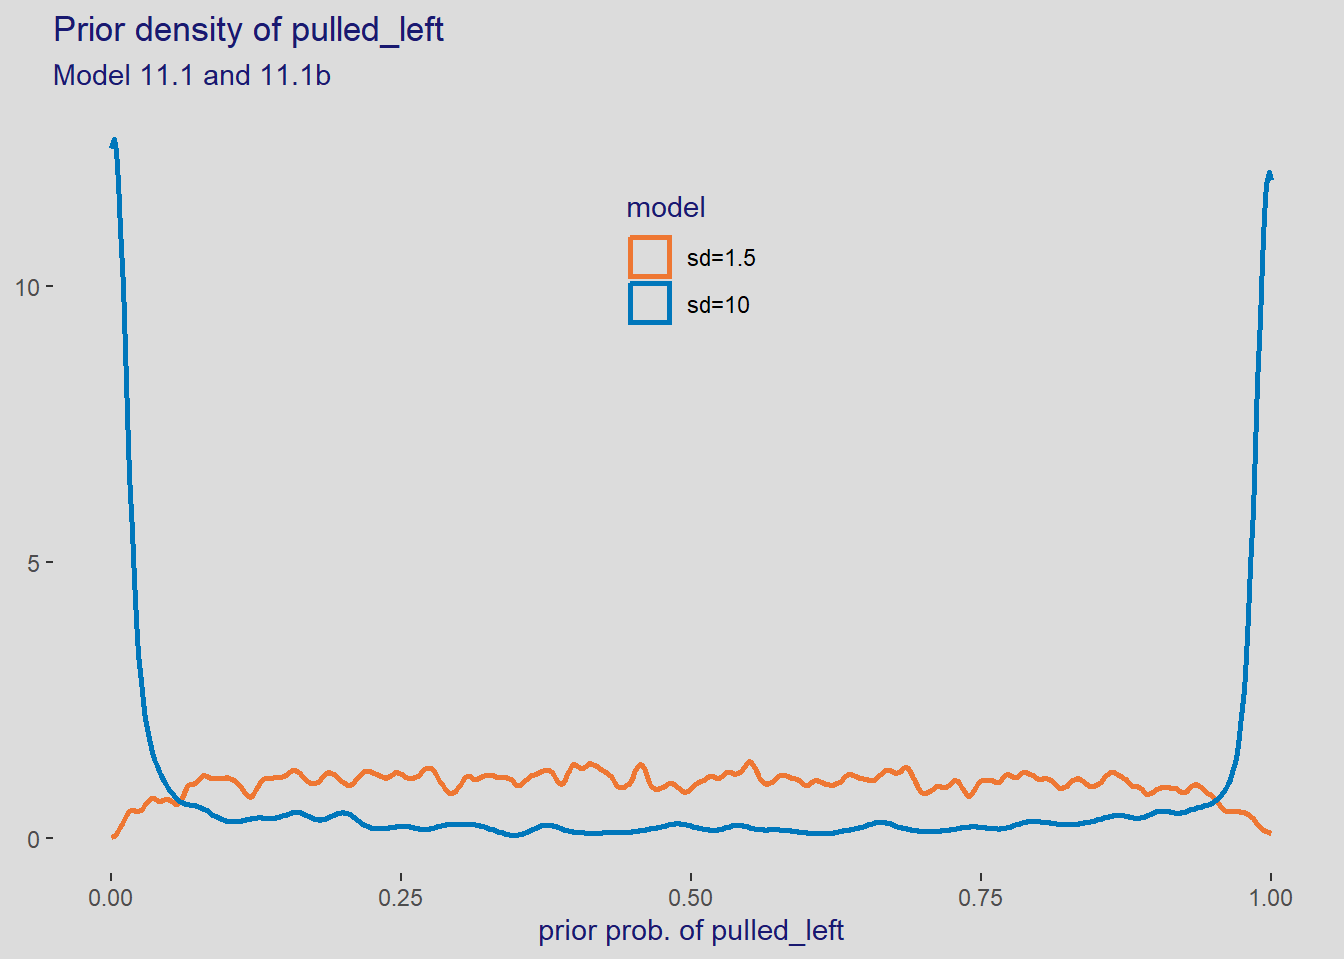 Prior density of pulled_left
Model 11.1 and 11.1b
model
sd=1.5
sd=10
10
5
0
0.00 0.25 0.50 0.75 1.00
prior prob. of pulled_left